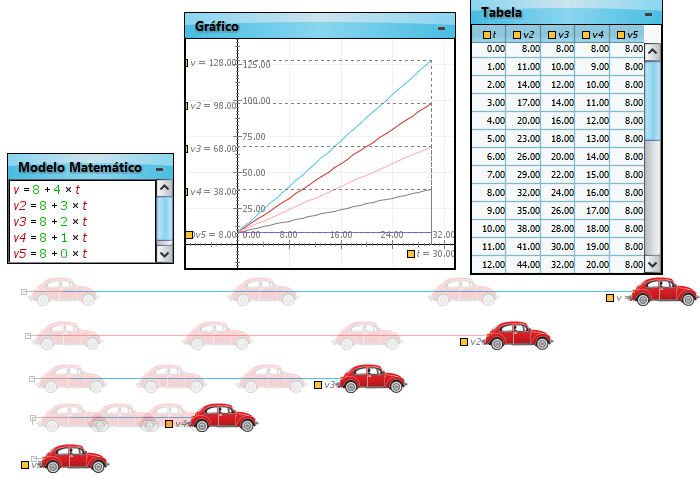 Gráfico
v = 128.00
v2 = 98.00
v3 = 68.00
v4 = 38.00
v5 = 8.00
125.00
100.00
75.00
50.00
25.00
0.00 8.00 16.00 24.00 32.00
t = 30.00
Tabela
t v2 v3 v4 v5
0.00 8.00 8.00 8.00 8.00
1.00 11.00 10.00 9.00 8.00
2.00 14.00 12.00 10.00 8.00
3.00 17.00 14.00 11.00 8.00
4.00 20.00 16.00 12.00 8.00
5.00 23.00 18.00 13.00 8.00
6.00 26.00 20.00 14.00 8.00
7.00 29.00 22.00 15.00 8.00
8.00 32.00 24.00 16.00 8.00
9.00 35.00 26.00 17.00 8.00
10.00 38.00 28.00 18.00 8.00
11.00 41.00 30.00 19.00 8.00
12.00 44.00 32.00 20.00 8.00
Modelo Matemático
v = 8 + 4 × t
v2 = 8 + 3 × t
v3 = 8 + 2 × t
v4 = 8 + 1 × t
v5 = 8 + 0 × t
v =
v2
v3
v4
v5